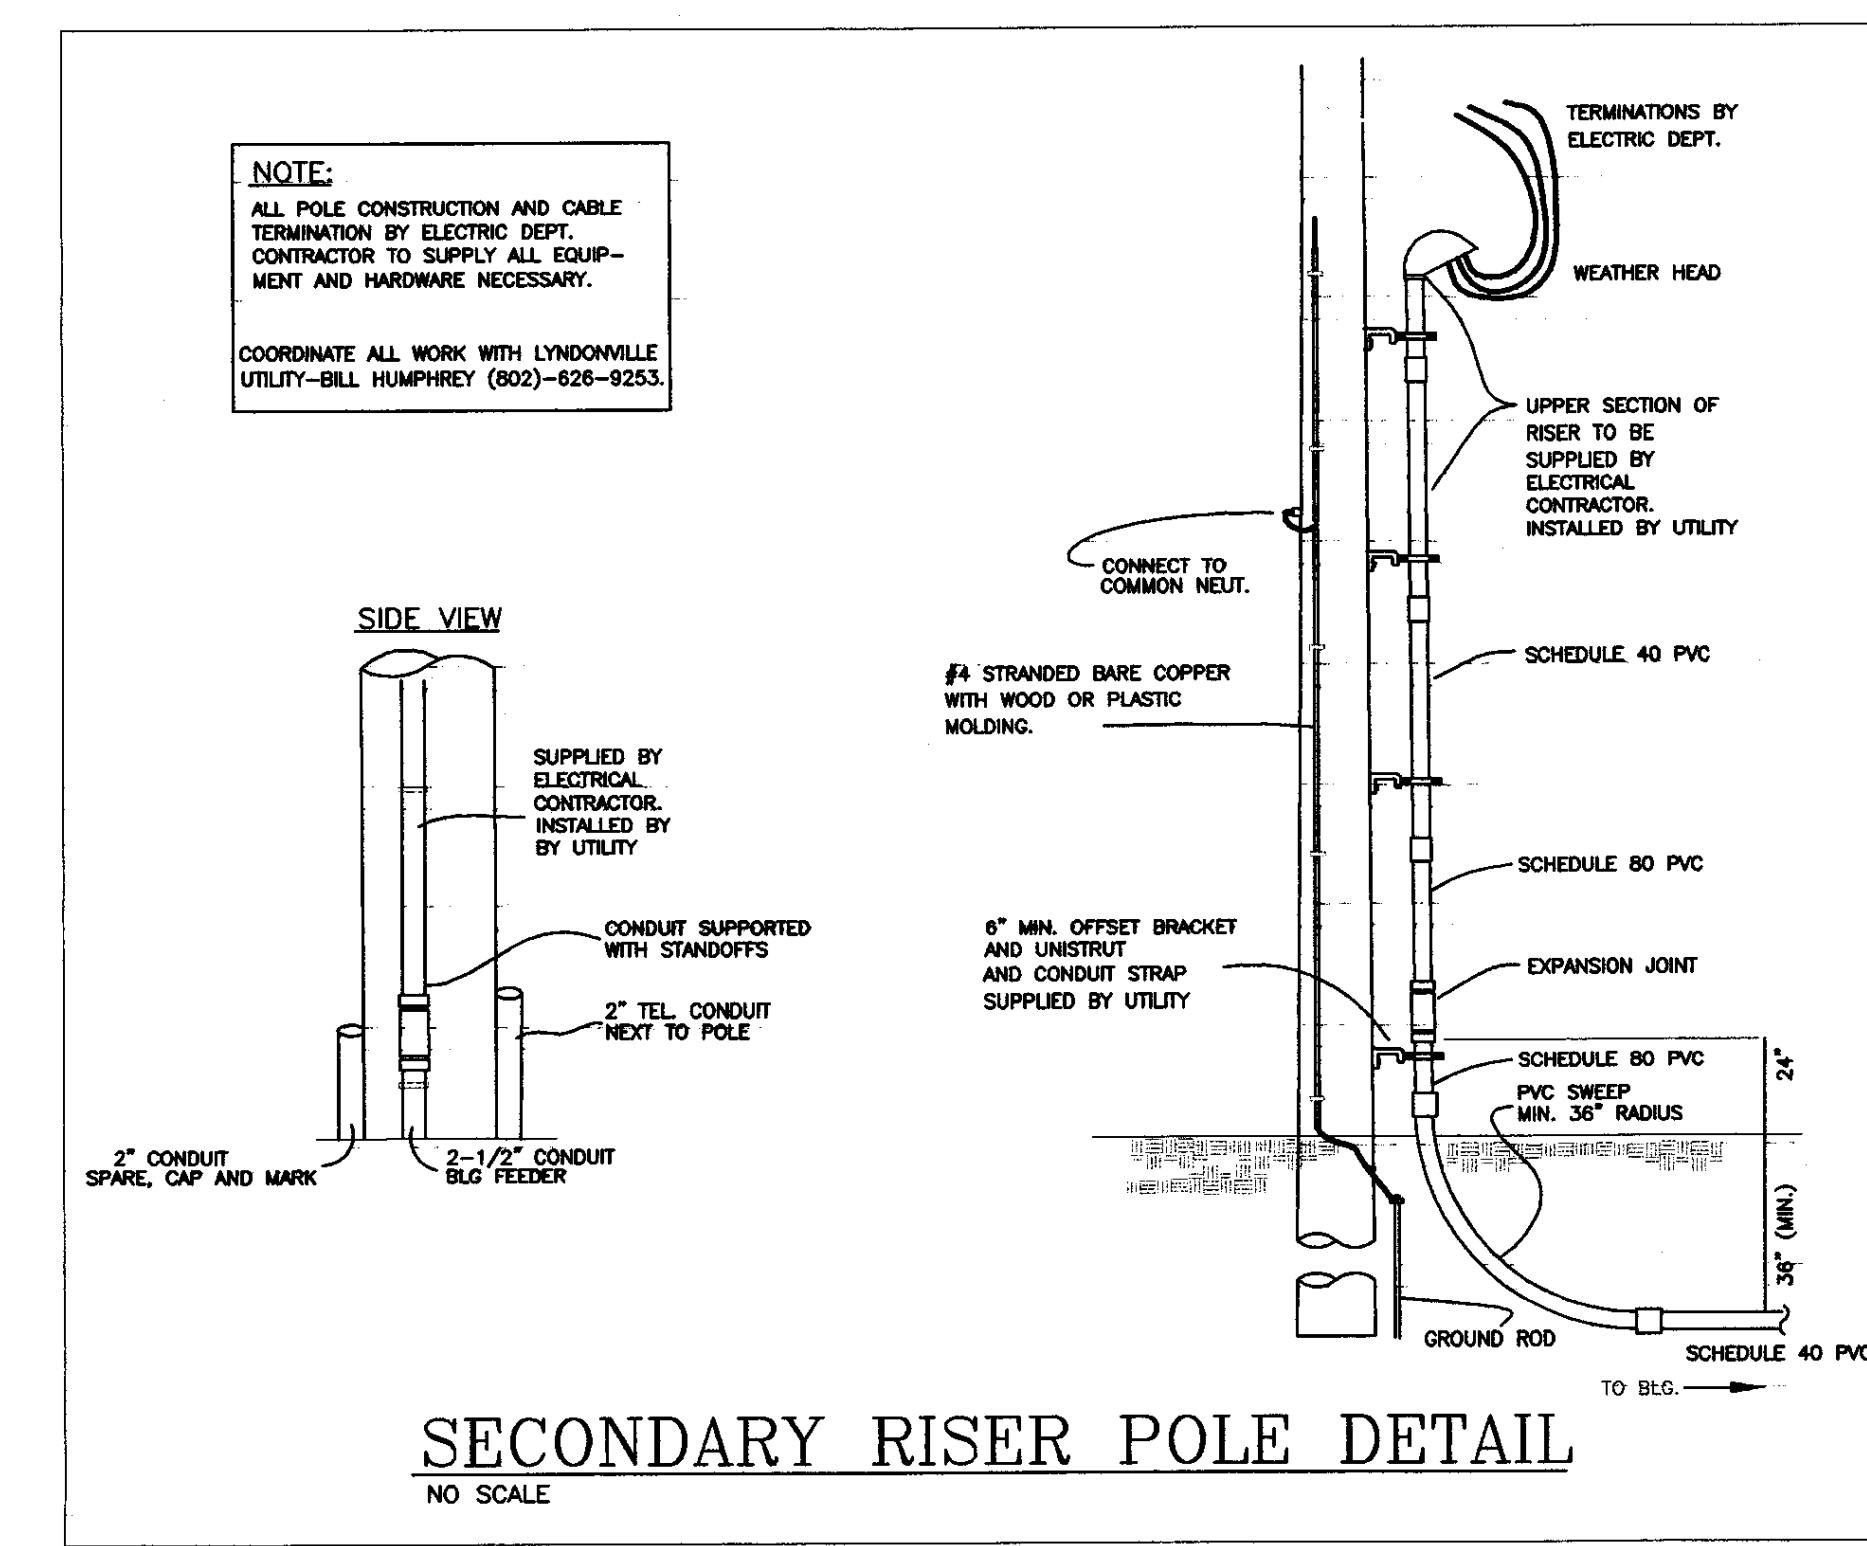 NOTE:
ALL POLE CONSTRUCTION AND CABLE
TERMINATION BY ELECTRIC DEPT.
CONTRACTOR TO SUPPLY ALL EQUIP-
MENT AND HARDWARE NECESSARY.
COORDINATE ALL WORK WITH LYNDONVILLE
UTILITY-BILL HUMPHREY (802)-626-9253.
SIDE VIEW
SUPPLIED BY
ELECTRICAL
CONTRACTOR.
INSTALLED BY
BY UTILITY
CONDUIT SUPPORTED
WITH STANDOFFS
2" TEL. CONDUIT
NEXT TO POLE
2" CONDUIT
SPARE, CAP AND MARK
2-1/2" CONDUIT
BLG FEEDER
TERMINATIONS BY
ELECTRIC DEPT.
WEATHER HEAD
UPPER SECTION OF
RISER TO BE
SUPPLIED BY
ELECTRICAL
CONTRACTOR.
INSTALLED BY UTILITY
CONNECT TO
COMMON NEUT.
#4 STRANDED BARE COPPER
WITH WOOD OR PLASTIC
MOLDING.
SCHEDULE 40 PVC
SCHEDULE 80 PVC
6" MIN. OFFSET BRACKET
AND UNISTRUT
AND CONDUIT STRAP
SUPPLIED BY UTILITY
EXPANSION JOINT
SCHEDULE 80 PVC
PVC SWEEP
MIN. 36" RADIUS
24"
36" (MIN.)
GROUND ROD
SCHEDULE 40 PVC
TO BLG.
SECONDARY RISER POLE DETAIL
NO SCALE